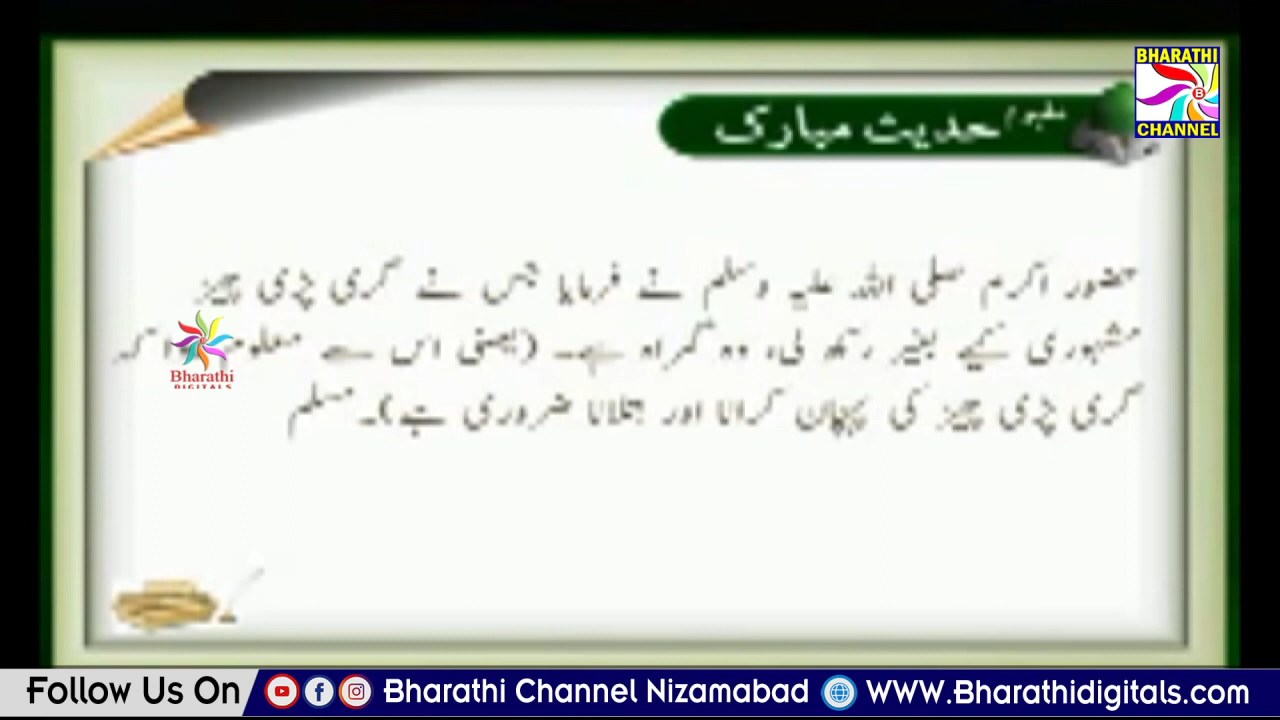 BHARATHI
B
CHANNEL
حدیث مبارک
حضور اکرم صلی اللہ علیہ وسلم نے فرمایا جس نے گری پڑی چیز
مشہوری کیے بغیر رکھ لی، وہ گمراہ ہے۔ (یعنی اس سے کہ
گری پڑی چیز کی پہچان کرانا اور بتلانا ضروری ہے)۔ مسلم
Bharathi
DIGITALS
Follow Us On Bharathi Channel Nizamabad WWW.Bharathidigitals.com